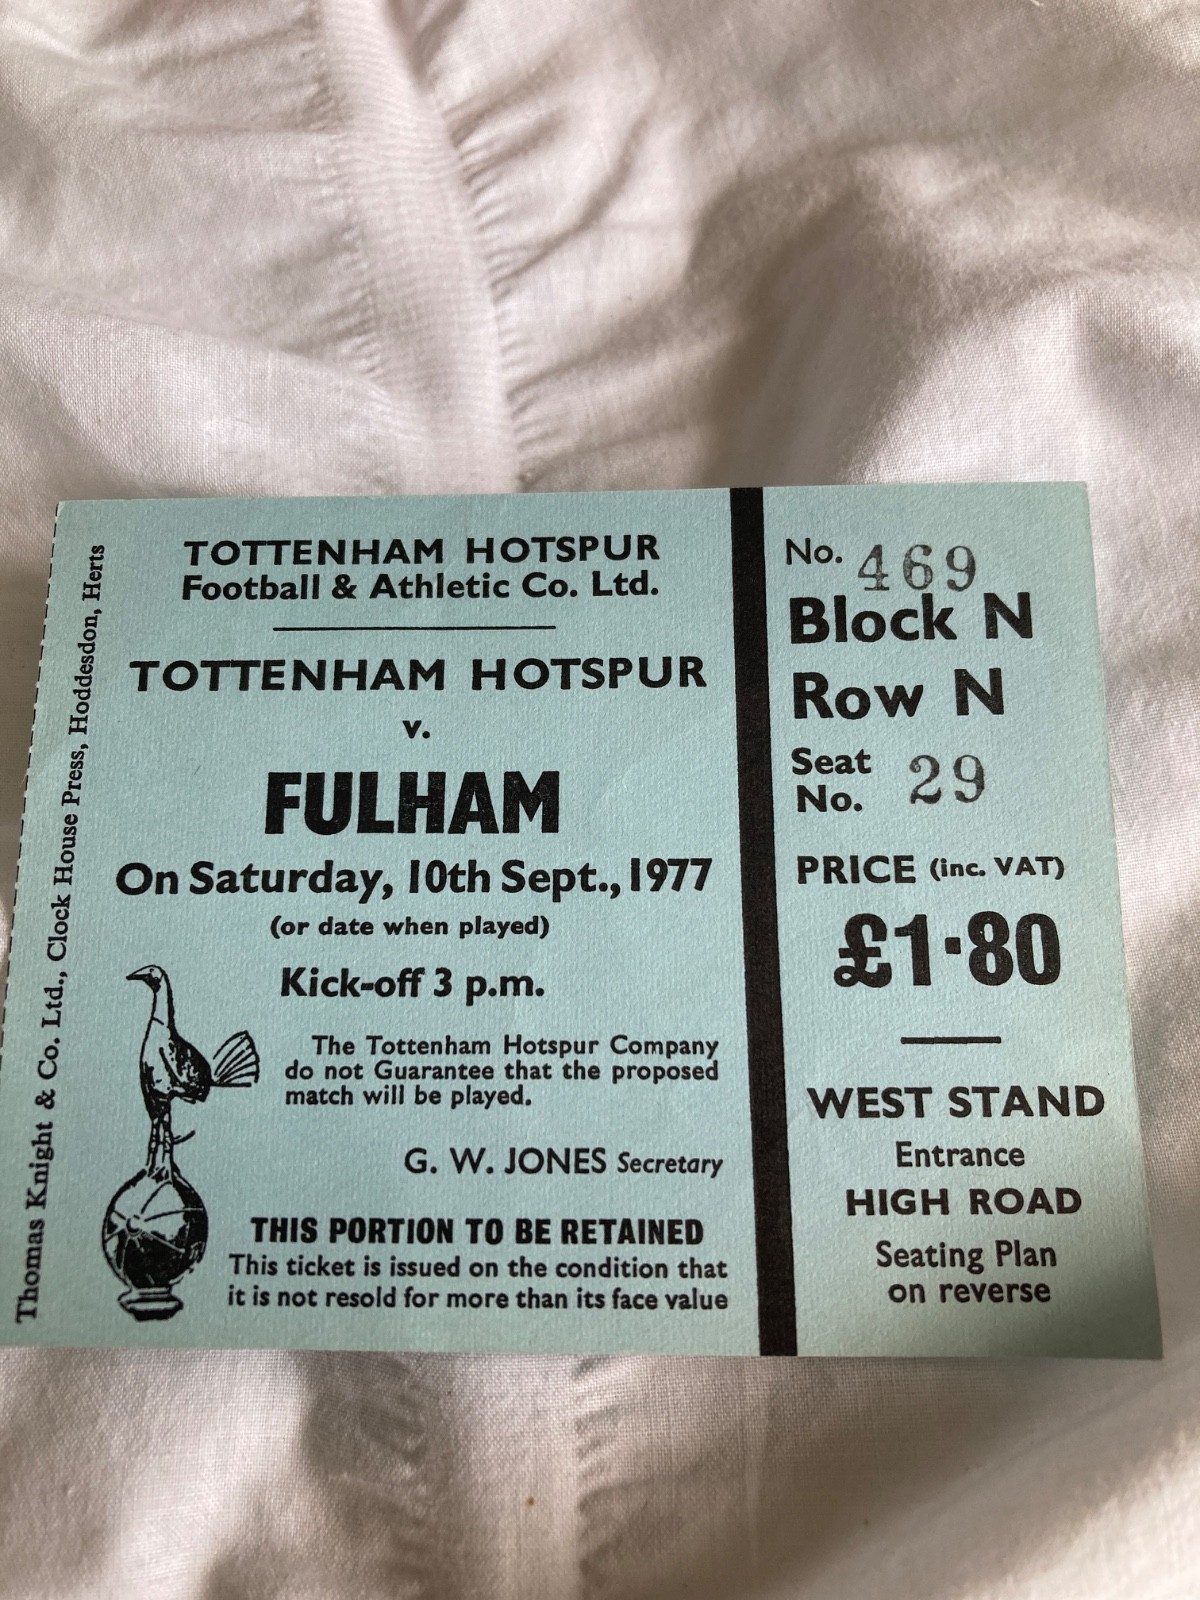 TOTTENHAM HOTSPUR
Football & Athletic Co. Ltd.
TOTTENHAM HOTSPUR
v.
FULHAM
On Saturday, 10th Sept., 1977
(or date when played)
Kick-off 3 p.m.
The Tottenham Hotspur Company
do not Guarantee that the proposed
match will be played.
G. W. JONES Secretary
THIS PORTION TO BE RETAINED
This ticket is issued on the condition that
it is not resold for more than its face value
Thomas Knight & Co. Ltd., Clock House Press, Hoddesdon, Herts
No. 469
Block N
Row N
Seat
No. 29
PRICE (inc. VAT)
£1·80
WEST STAND
Entrance
HIGH ROAD
Seating Plan
on reverse